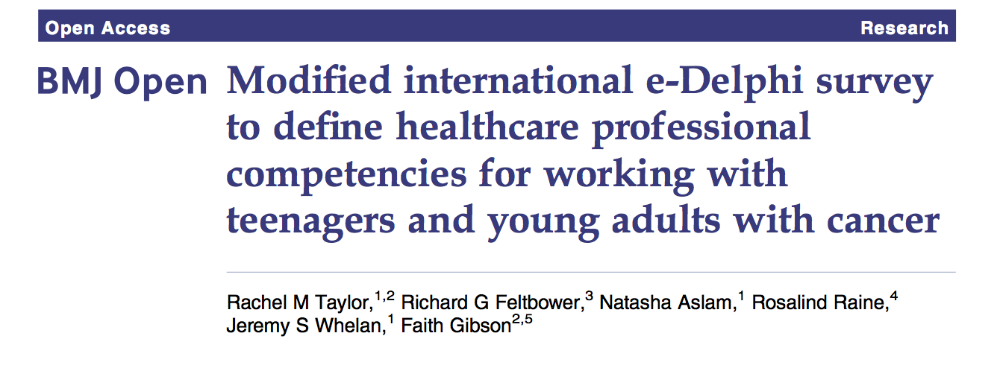 Open Access Research
BMJ Open Modified international e-Delphi survey
to define healthcare professional
competencies for working with
teenagers and young adults with cancer
Rachel M Taylor,1,2 Richard G Feltbower,3 Natasha Aslam,1 Rosalind Raine,4
Jeremy S Whelan,1 Faith Gibson2,5